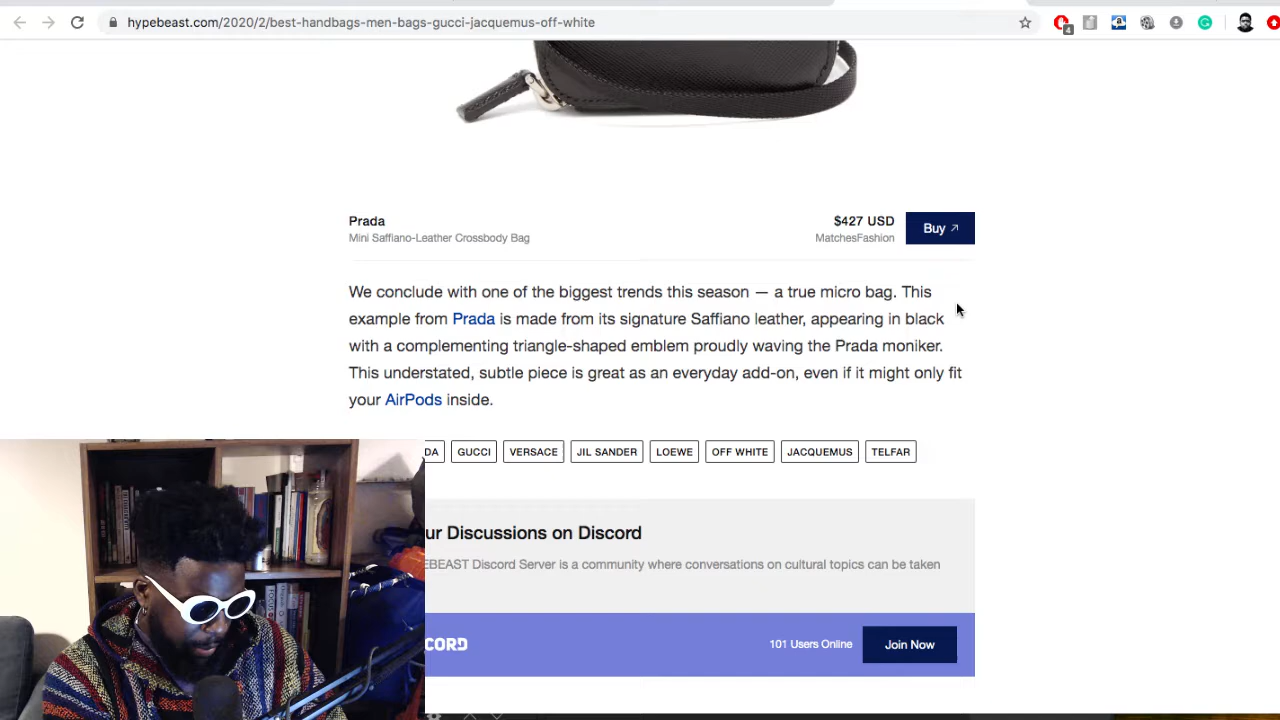 hypebeast.com/2020/2/best-handbags-men-bags-gucci-jacquemus-off-white
4
Prada
$427 USD
Buy ↗
Mini Saffiano-Leather Crossbody Bag
MatchesFashion
We conclude with one of the biggest trends this season — a true micro bag. This
example from Prada is made from its signature Saffiano leather, appearing in black
with a complementing triangle-shaped emblem proudly waving the Prada moniker.
This understated, subtle piece is great as an everyday add-on, even if it might only fit
your AirPods inside.
DA GUCCI VERSACE JIL SANDER LOEWE OFF WHITE JACQUEMUS TELFAR
ur Discussions on Discord
EBEAST Discord Server is a community where conversations on cultural topics can be taken
CORD
101 Users Online
Join Now